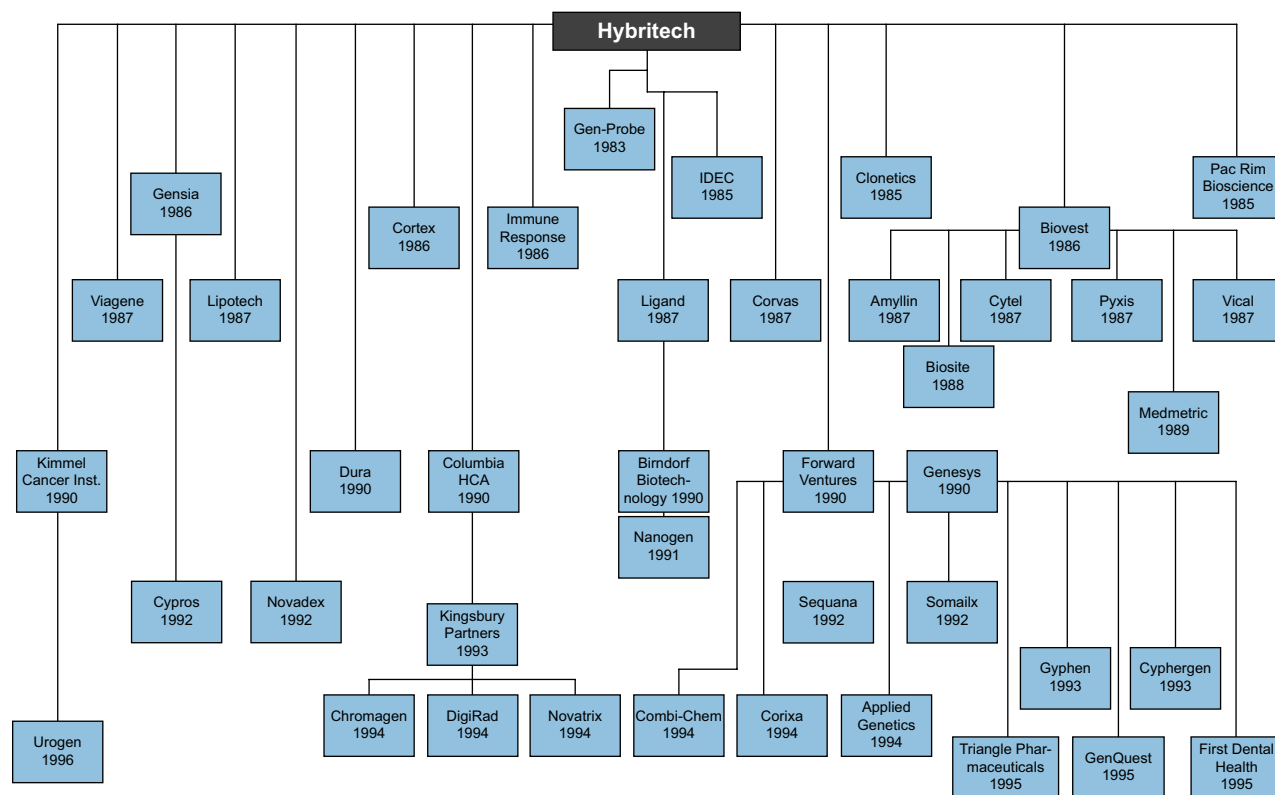 Hybritech
Gen-Probe
1983
IDEC
1985
Clonetics
1985
Pac Rim
Bioscience
1985
Gensia
1986
Cortex
1986
Immune
Response
1986
Biovest
1986
Viagene
1987
Lipotech
1987
Ligand
1987
Corvas
1987
Amyllin
1987
Cytel
1987
Pyxis
1987
Vical
1987
Biosite
1988
Medmetric
1989
Kimmel
Cancer Inst.
1990
Dura
1990
Columbia
HCA
1990
Birndorf
Biotech-
nology 1990
Forward
Ventures
1990
Genesys
1990
Nanogen
1991
Cypros
1992
Novadex
1992
Sequana
1992
Somailx
1992
Kingsbury
Partners
1993
Gyphen
1993
Cyphergen
1993
Chromagen
1994
DigiRad
1994
Novatrix
1994
Combi-Chem
1994
Corixa
1994
Applied
Genetics
1994
Urogen
1996
Triangle Phar-
maceuticals
1995
GenQuest
1995
First Dental
Health
1995